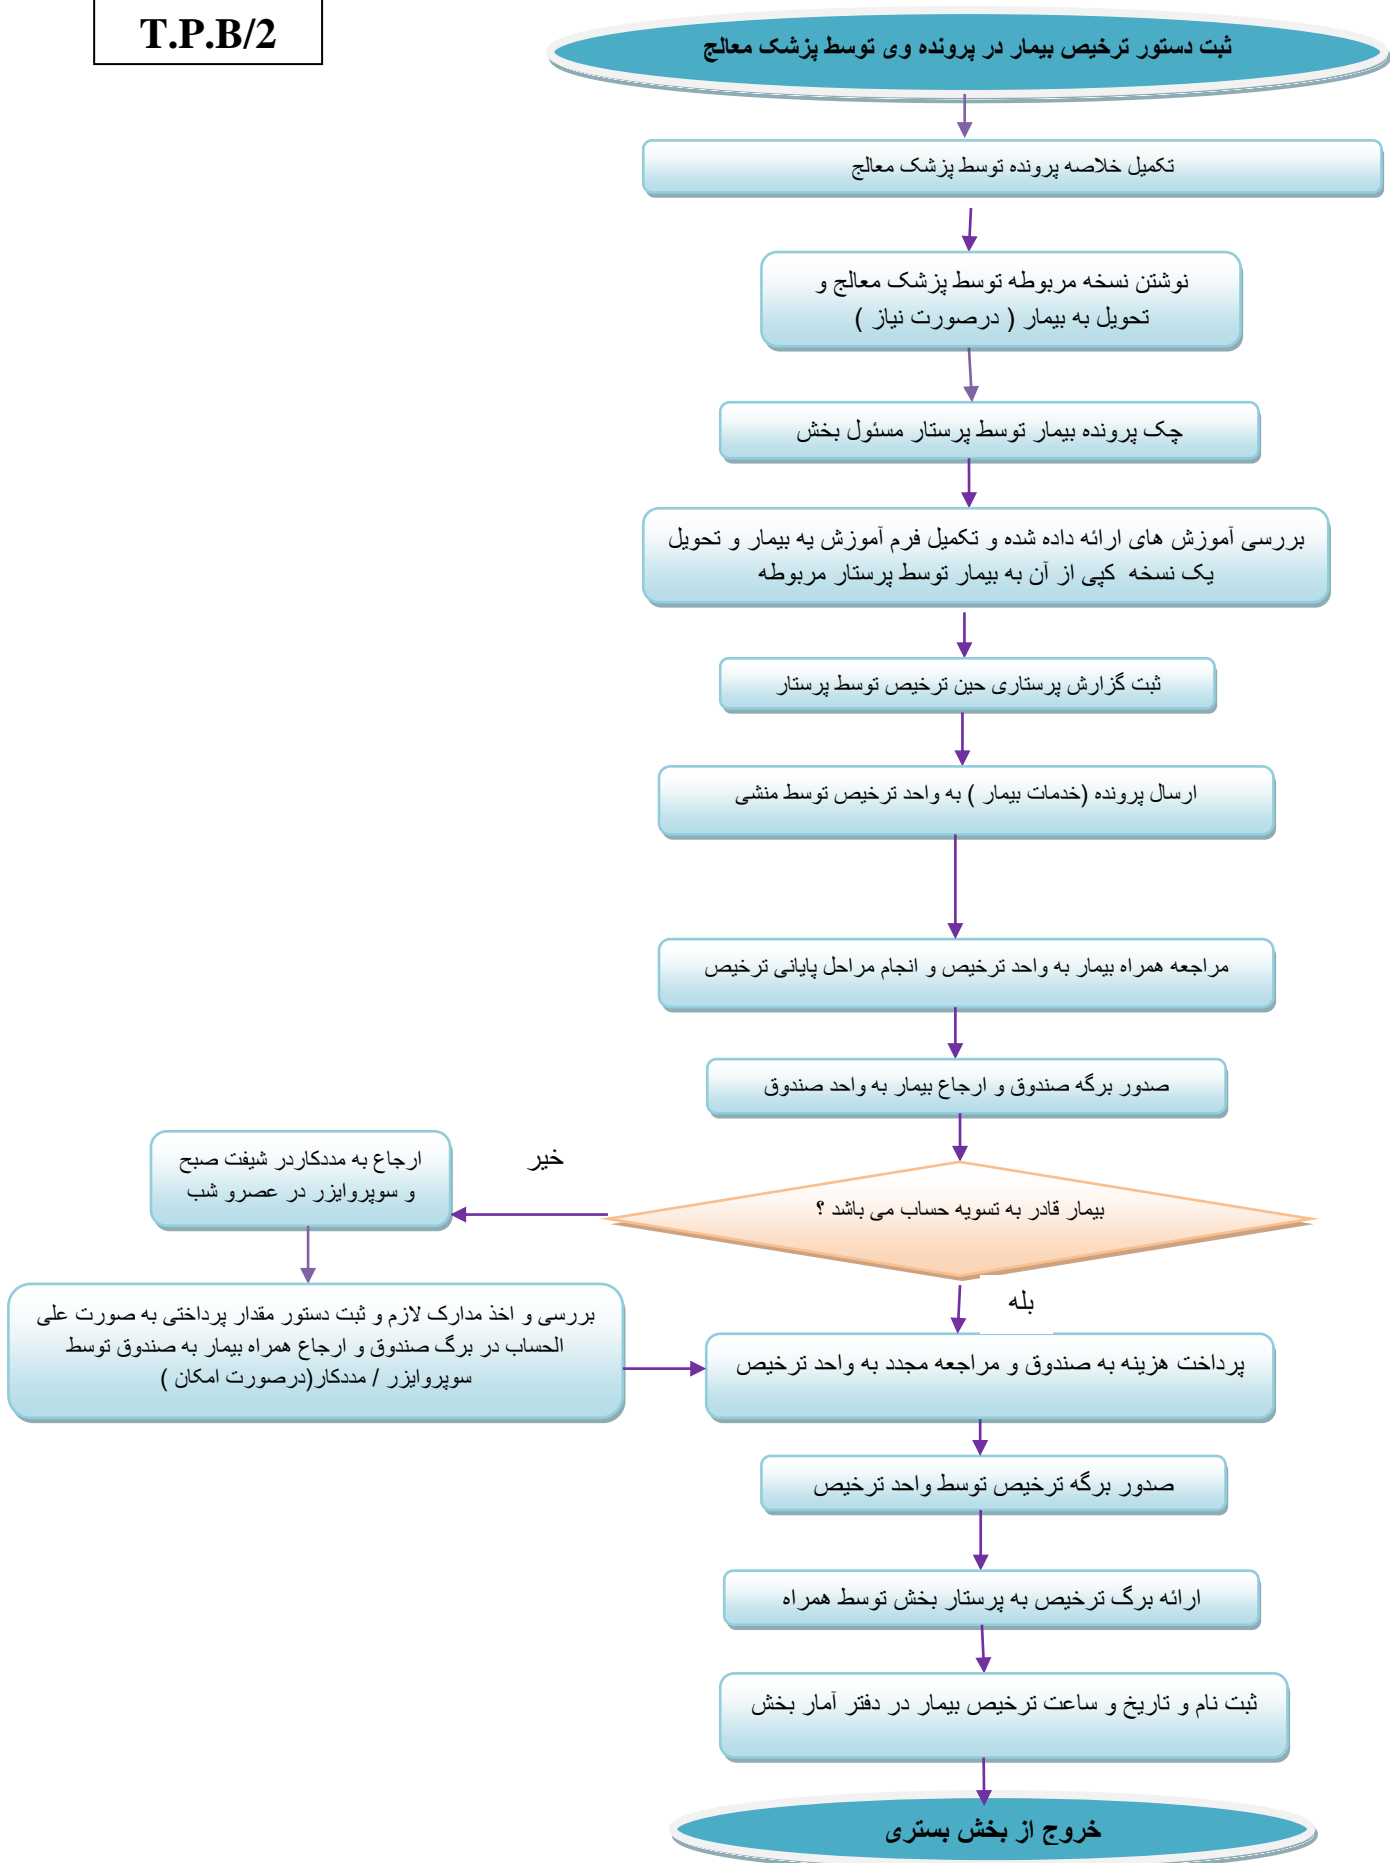 T.P.B/2
ثبت دستور ترخیص بیمار در پرونده وی توسط پزشک معالج
تکمیل خلاصه پرونده توسط پزشک معالج
نوشتن نسخه مربوطه توسط پزشک معالج و
تحویل به بیمار ( درصورت نیاز )
چک پرونده بیمار توسط پرستار مسئول بخش
بررسی آموزش های ارائه داده شده و تکمیل فرم آموزش یه بیمار و تحویل
یک نسخه کپی از آن به بیمار توسط پرستار مربوطه
ثبت گزارش پرستاری حین ترخیص توسط پرستار
ارسال پرونده (خدمات بیمار ) به واحد ترخیص توسط منشی
مراجعه همراه بیمار به واحد ترخیص و انجام مراحل پایانی ترخیص
صدور برگه صندوق و ارجاع بیمار به واحد صندوق
بیمار قادر به تسویه حساب می باشد ؟
خیر
ارجاع به مددکاردر شیفت صبح
و سوپروایزر در عصرو شب
بررسی و اخذ مدارک لازم و ثبت دستور مقدار پرداختی به صورت علی
الحساب در برگ صندوق و ارجاع همراه بیمار به صندوق توسط
سوپروایزر / مددکار(درصورت امکان )
بله
پرداخت هزینه به صندوق و مراجعه مجدد به واحد ترخیص
صدور برگه ترخیص توسط واحد ترخیص
ارائه برگ ترخیص به پرستار بخش توسط همراه
ثبت نام و تاریخ و ساعت ترخیص بیمار در دفتر آمار بخش
خروج از بخش بستری